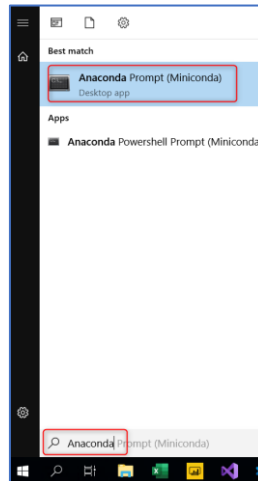 Best match
Anaconda Prompt (Miniconda)
Desktop app
Apps
Anaconda Powershell Prompt (Miniconda
Anaconda Prompt (Miniconda)